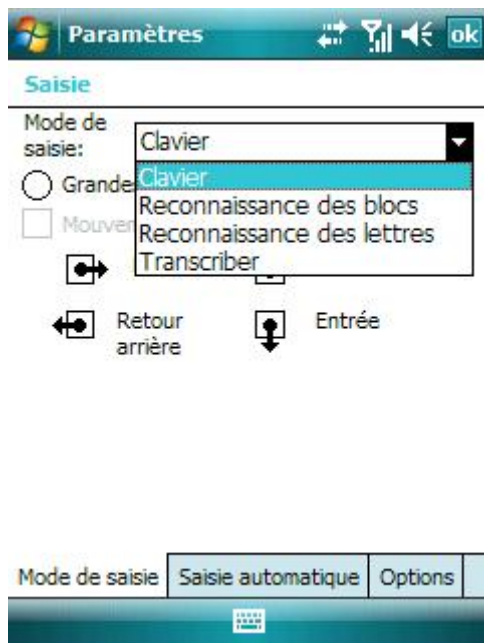 Paramètres ok
Saisie
Mode de
saisie:
Clavier
Clavier
Grande
Reconnaissance des blocs
Reconnaissance des lettres
Transcriber
Retour
arrière
Entrée
Mode de saisie Saisie automatique Options